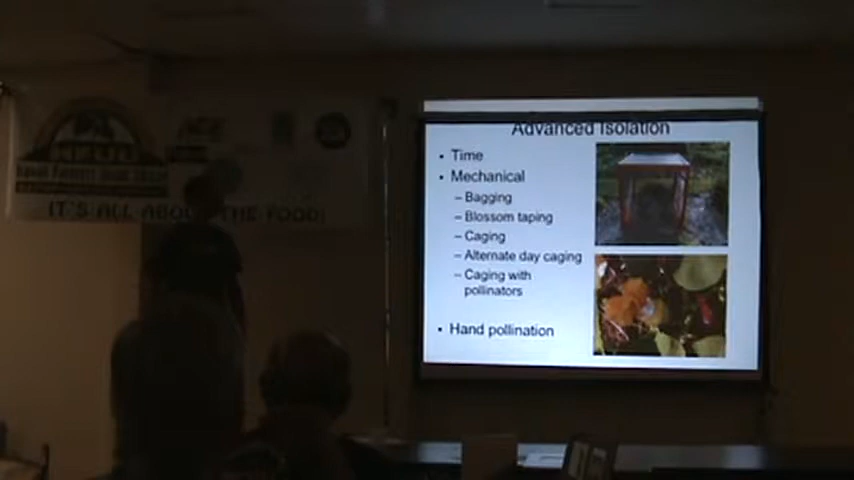 IT'S ALL ABOUT THE FOOD!
Advanced Isolation
• Time
• Mechanical
– Bagging
– Blossom taping
– Caging
– Alternate day caging
– Caging with
pollinators
• Hand pollination